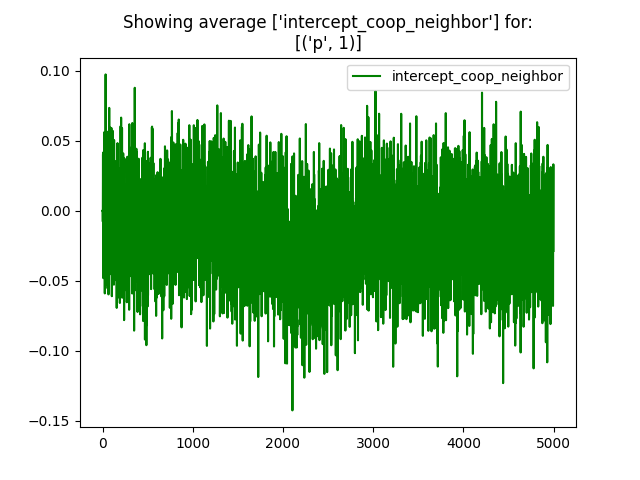 Showing average ['intercept_coop_neighbor'] for:
[('p', 1)]
intercept_coop_neighbor
0.10
0.05
0.00
−0.05
−0.10
−0.15
0 1000 2000 3000 4000 5000